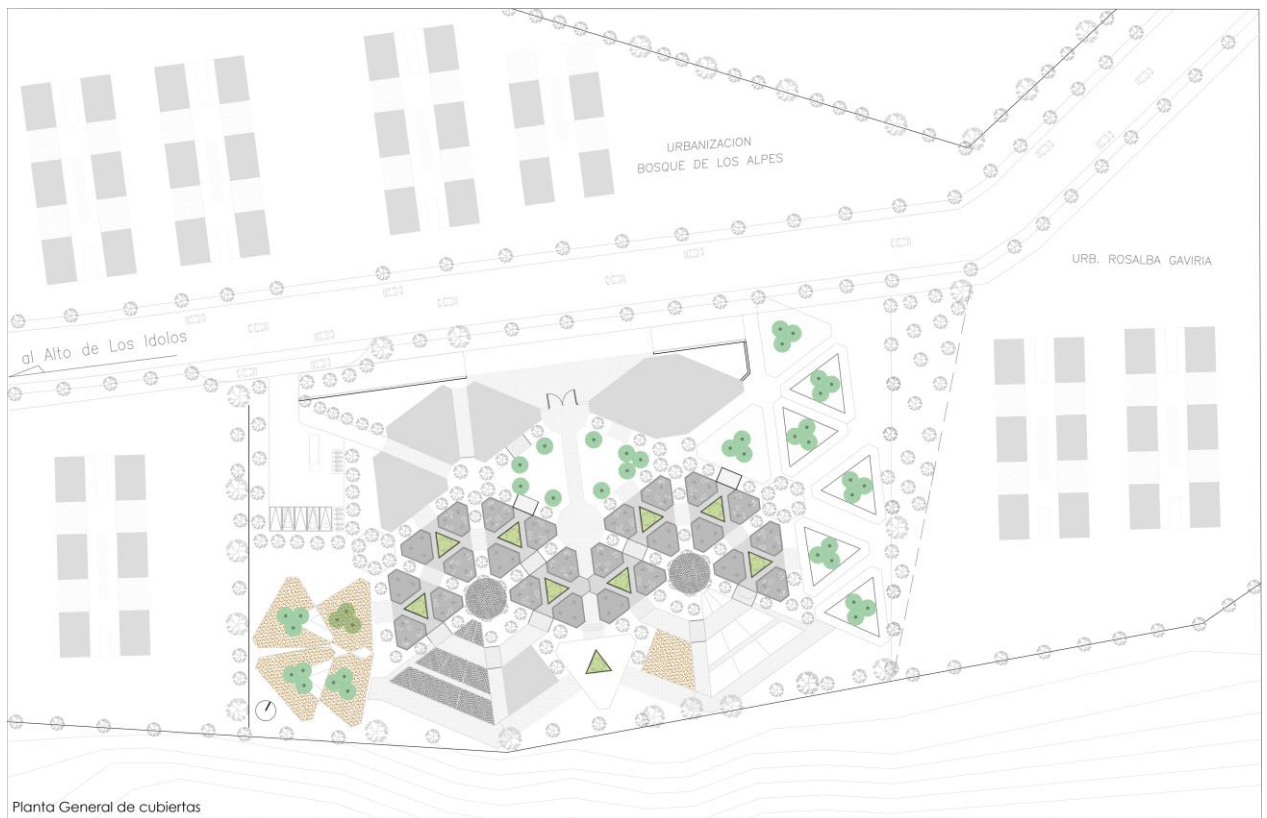 URBANIZACION
BOSQUE DE LOS ALPES
URB. ROSALBA GAVIRIA
al Alto de Los Idolos
Planta General de cubiertas